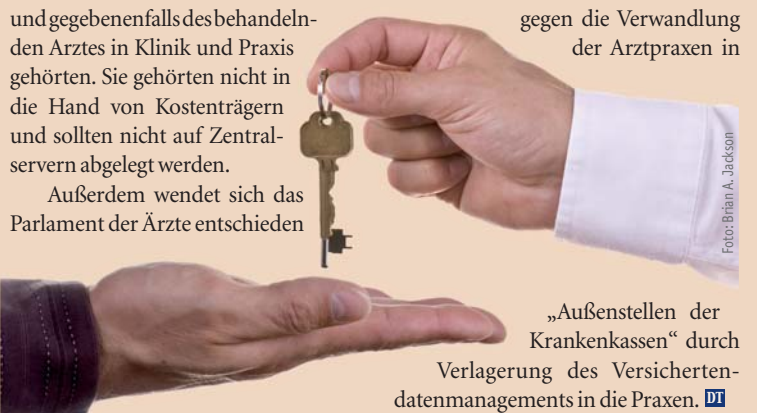 und gegebenenfalls des behandeln-
den Arztes in Klinik und Praxis
gehörten. Sie gehörten nicht in
die Hand von Kostenträgern
und sollten nicht auf Zentral-
servern abgelegt werden.
Außerdem wendet sich das
Parlament der Ärzte entschieden
gegen die Verwandlung
der Arztpraxen in
„Außenstellen der
Krankenkassen“ durch
Verlagerung des Versicherten-
datenmanagements in die Praxen. DT
Foto: Brian A. Jackson